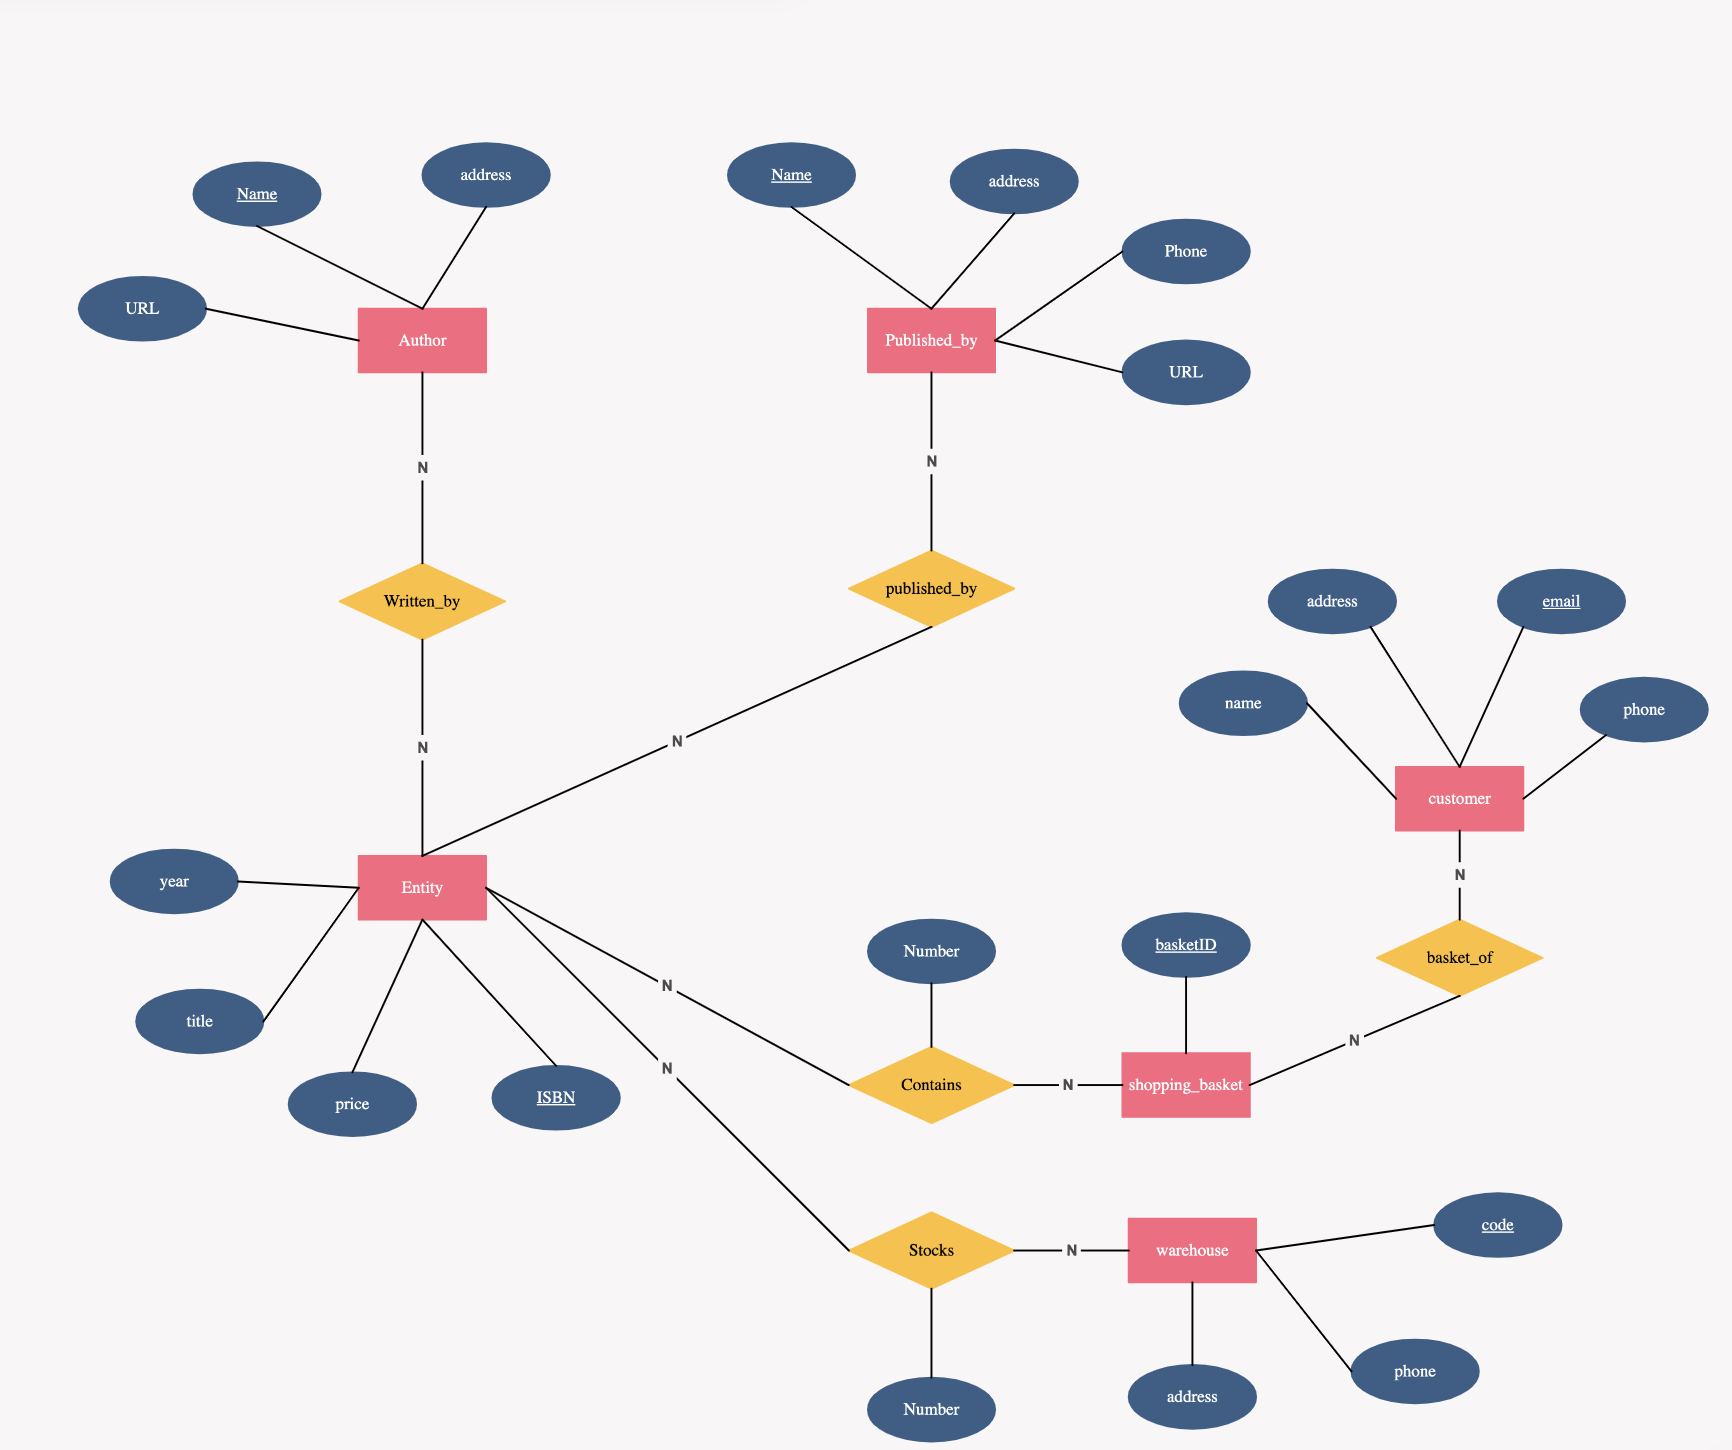 Name
address
URL
Author
Name
address
Phone
Published_by
URL
N
N
Written_by
published_by
address
email
name
phone
N
N
customer
year
Entity
N
Number
basketID
basket_of
N
title
N
N
price
ISBN
Contains
N
shopping_basket
code
Stocks
N
warehouse
phone
address
Number